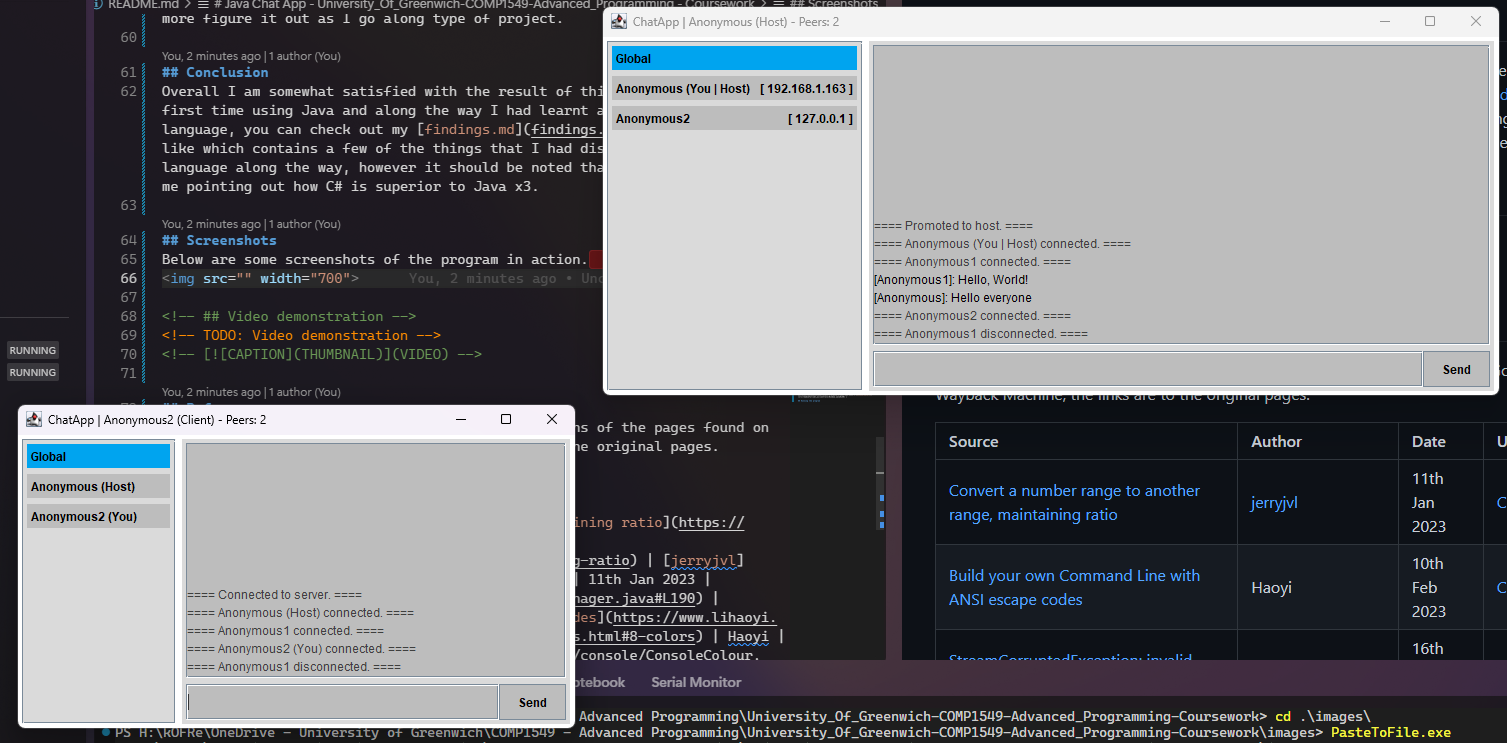 README.md > # Java Chat App - University_Of_Greenwich-COMP1549-Advanced_Programming - Coursework > ## Screenshots
more figure it out as I go along type of project.
60
You, 2 minutes ago | 1 author (You)
61 ## Conclusion
62 Overall I am somewhat satisfied with the result of thi
first time using Java and along the way I had learnt a
language, you can check out my [findings.md](findings.
like which contains a few of the things that I had dis
language along the way, however it should be noted tha
me pointing out how C# is superior to Java x3.
63
You, 2 minutes ago | 1 author (You)
64 ## Screenshots
65 Below are some screenshots of the program in action.
66 <img src="" width="700"> You, 2 minutes ago • Unc
67
68 <!-- ## Video demonstration -->
69 <!-- TODO: Video demonstration -->
70 <!-- [![CAPTION](THUMBNAIL)](VIDEO) -->
71
You, 2 minutes ago | 1 author (You)
RUNNING
RUNNING
ChatApp | Anonymous (Host) - Peers: 2
Global
Anonymous (You | Host) [ 192.168.1.163 ]
Anonymous2 [ 127.0.0.1 ]
==== Promoted to host. ====
==== Anonymous (You | Host) connected. ====
==== Anonymous1 connected. ====
[Anonymous1]: Hello, World!
[Anonymous]: Hello everyone
==== Anonymous2 connected. ====
==== Anonymous1 disconnected. ====
Send
ChatApp | Anonymous2 (Client) - Peers: 2
Global
Anonymous (Host)
Anonymous2 (You)
==== Connected to server. ====
==== Anonymous (Host) connected. ====
==== Anonymous1 connected. ====
==== Anonymous2 (You) connected. ====
==== Anonymous1 disconnected. ====
Send
ns of the pages found on
he original pages.
ining ratio](https://
g-ratio) | [jerryjvl]
| 11th Jan 2023 |
nager.java#L190) |
des](https://www.lihaoyi.
s.html#8-colors) | Haoyi |
/console/ConsoleColour.
Wayback Machine, the links are to the original pages.
Source Author Date U
Convert a number range to another range, maintaining ratio
jerryjvl
11th Jan 2023
Build your own Command Line with ANSI escape codes
Haoyi
10th Feb 2023
StreamCorruptedException: invalid
16th
otebook Serial Monitor
Advanced Programming\University_Of_Greenwich-COMP1549-Advanced_Programming-Coursework> cd .\images\
PS H:\ROFRe\OneDrive - University of Greenwich\COMP1549 - Advanced Programming\University_Of_Greenwich-COMP1549-Advanced_Programming-Coursework\images> PasteToFile.exe